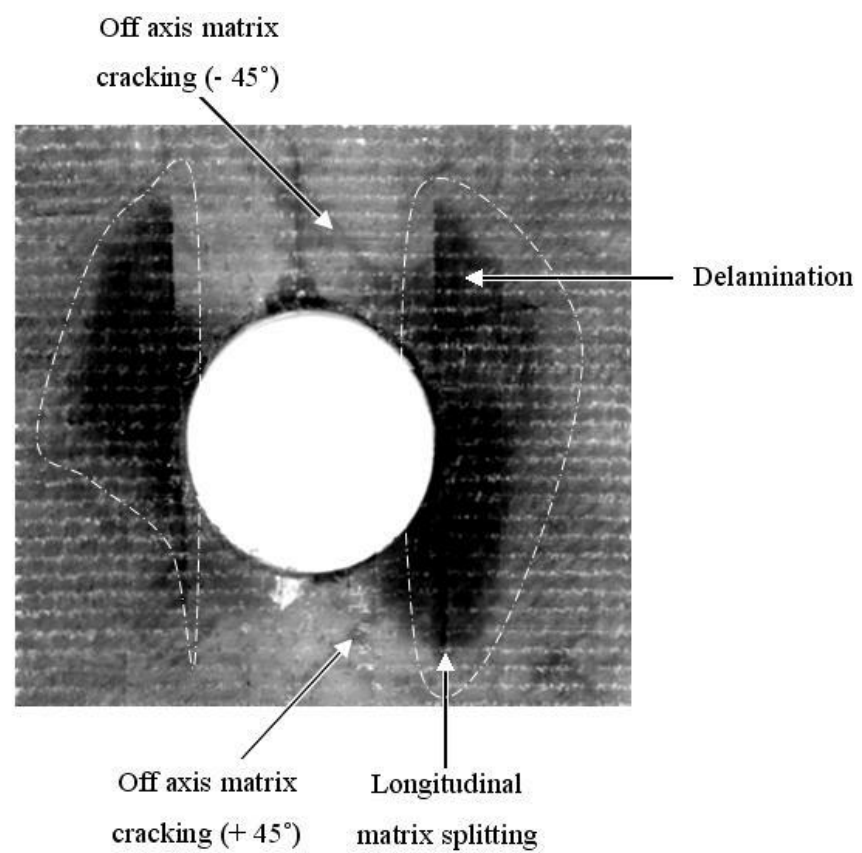 Off axis matrix
cracking (- 45˚)
Delamination
Off axis matrix
cracking (+ 45˚)
Longitudinal
matrix splitting